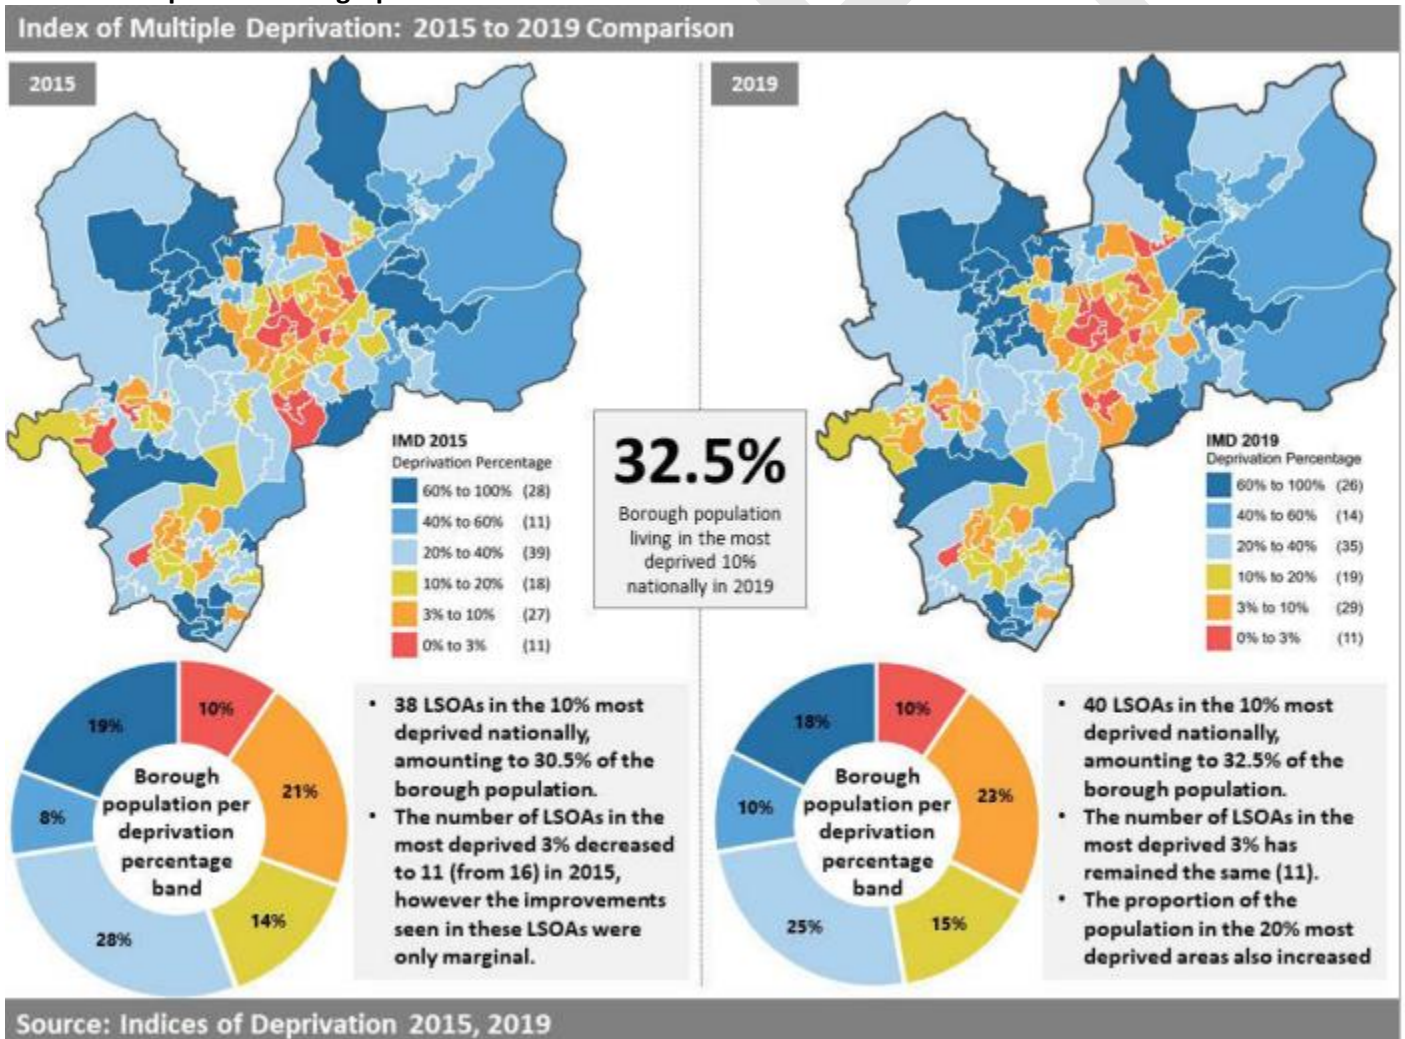 Index of Multiple Deprivation: 2015 to 2019 Comparison
2015
2019
IMD 2015
Deprivation Percentage
60% to 100% (28)
40% to 60% (11)
20% to 40% (39)
10% to 20% (18)
3% to 10% (27)
0% to 3% (11)
32.5%
Borough population
living in the most
deprived 10%
nationally in 2019
IMD 2019
Deprivation Percentage
60% to 100% (26)
40% to 60% (14)
20% to 40% (35)
10% to 20% (19)
3% to 10% (29)
0% to 3% (11)
19%
10%
21%
14%
28%
8%
Borough
population per
deprivation
percentage
band
• 38 LSOAs in the 10% most
deprived nationally,
amounting to 30.5% of the
borough population.
• The number of LSOAs in the
most deprived 3% decreased
to 11 (from 16) in 2015,
however the improvements
seen in these LSOAs were
only marginal.
18%
10%
23%
15%
25%
10%
Borough
population per
deprivation
percentage
band
• 40 LSOAs in the 10% most
deprived nationally,
amounting to 32.5% of the
borough population.
• The number of LSOAs in the
most deprived 3% has
remained the same (11).
• The proportion of the
population in the 20% most
deprived areas also increased
Source: Indices of Deprivation 2015, 2019